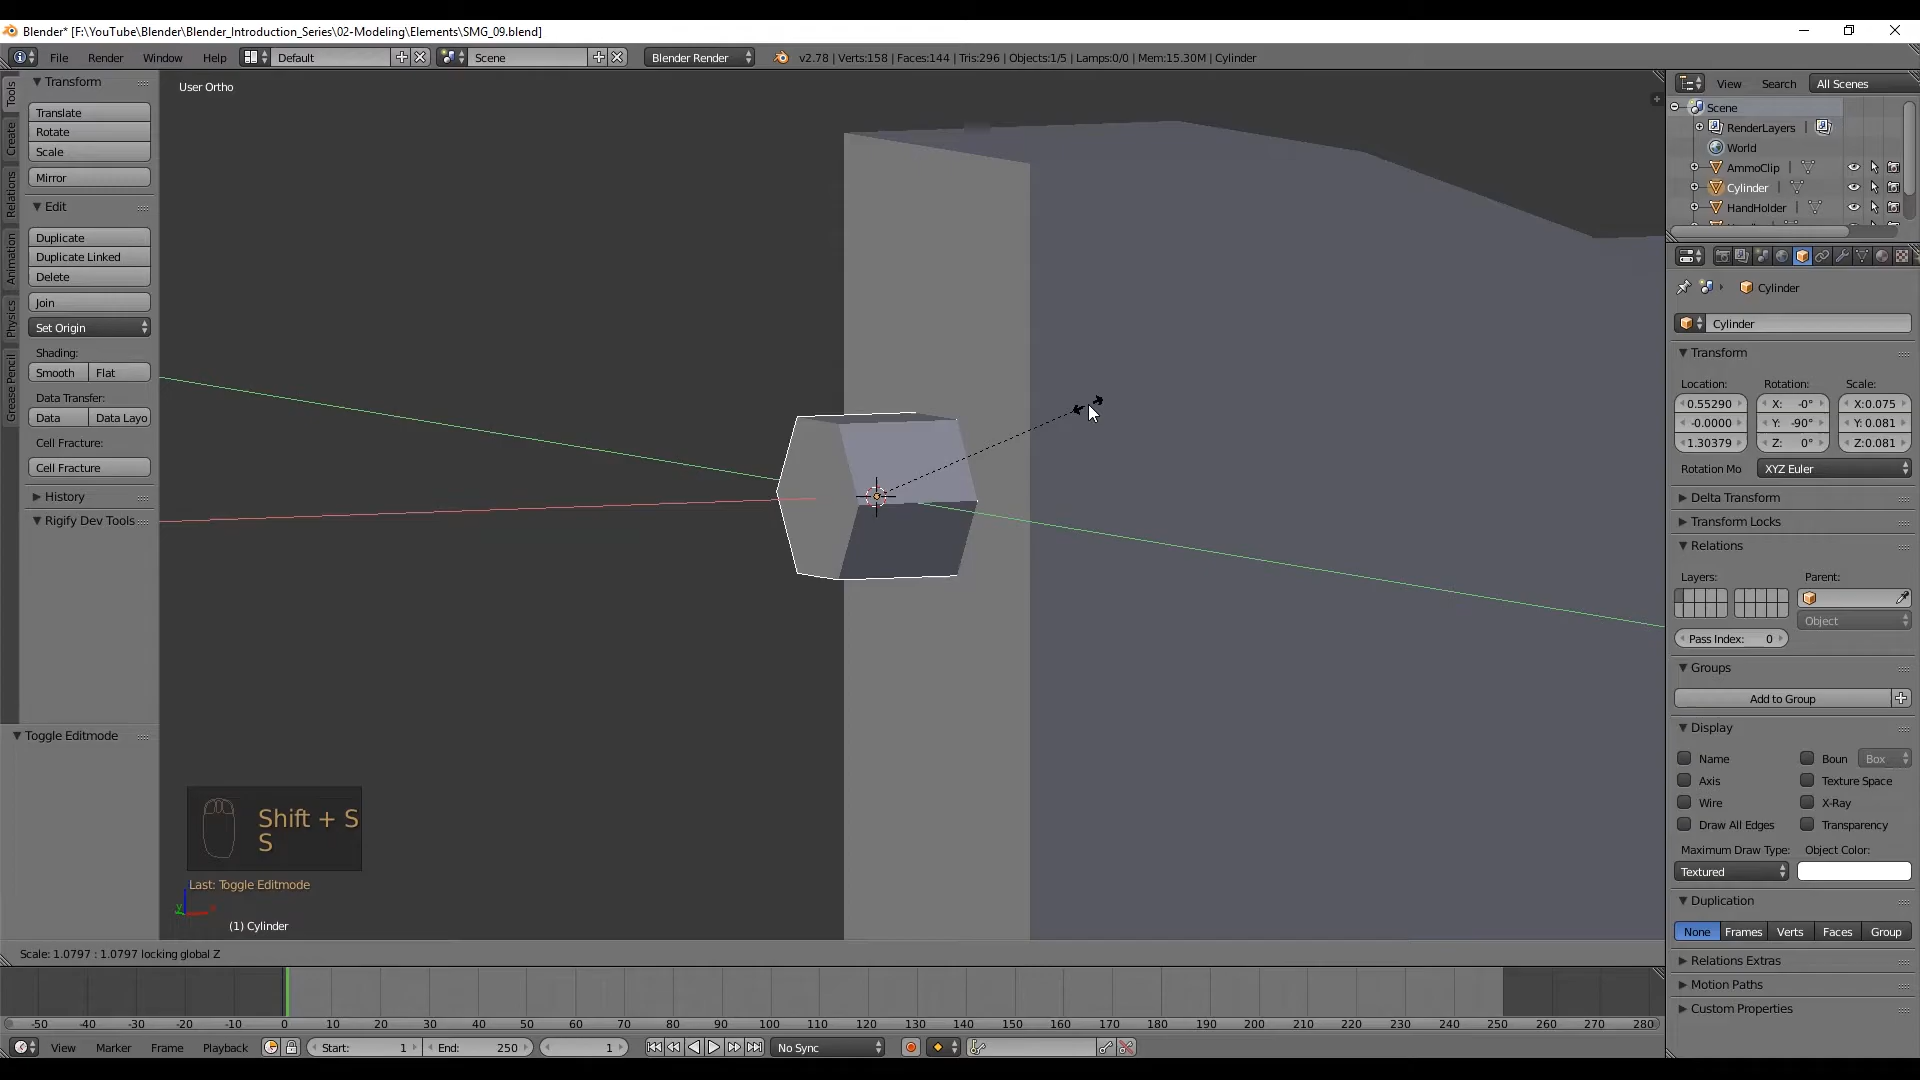 Blender* [F:\YouTube\Blender\Blender_Introduction_Series\02-Modeling\Elements\SMG_09.blend]
File Render Window Help Default Scene Blender Render v2.78 | Verts:158 | Faces:144 | Tris:296 | Objects:1/5 | Lamps:0/0 | Mem:15.30M | Cylinder
Tools
Create
Relations
Animation
Physics
Grease Pencil
Transform
Translate
Rotate
Scale
Mirror
Edit
Duplicate
Duplicate Linked
Delete
Join
Set Origin
Shading:
Smooth Flat
Data Transfer:
Data Data Layo
Cell Fracture:
Cell Fracture
History
Rigify Dev Tools
Toggle Editmode
User Ortho
Shift + S
S
Last: Toggle Editmode
(1) Cylinder
Scale: 1.0797 : 1.0797 locking global Z
View Search All Scenes
Scene
RenderLayers
World
AmmoClip
Cylinder
HandHolder
Cylinder
Cylinder
Transform
Location: Rotation: Scale:
0.55290 X: -0° X:0.075
-0.0000 Y: -90° Y: 0.081
1.30379 Z: 0° Z:0.081
Rotation Mo XYZ Euler
Delta Transform
Transform Locks
Relations
Layers: Parent:
Object
Pass Index: 0
Groups
Add to Group
Display
Name Boun Box
Axis Texture Space
Wire X-Ray
Draw All Edges Transparency
Maximum Draw Type: Object Color:
Textured
Duplication
None Frames Verts Faces Group
Relations Extras
Motion Paths
Custom Properties
-50 -40 -30 -20 -10 0 10 20 30 40 50 60 70 80 90 100 110 120 130 140 150 160 170 180 190 200 210 220 230 240 250 260 270 280
View Marker Frame Playback Start: 1 End: 250 1 No Sync